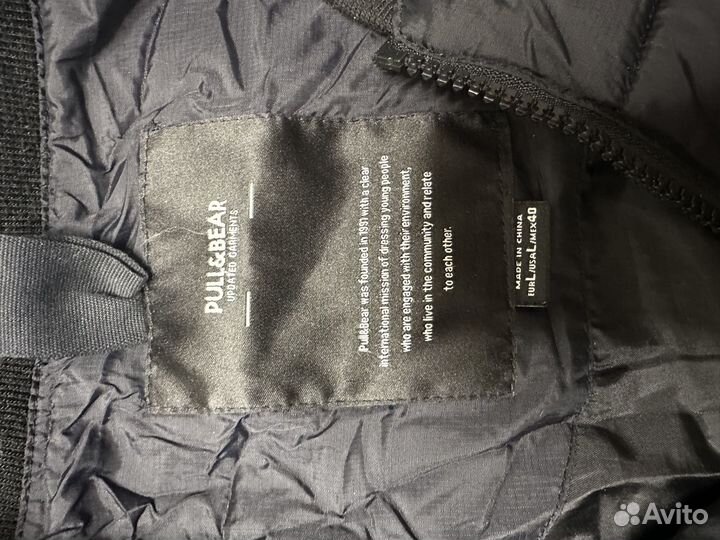 PULL&BEAR
UPDATED GARMENTS
Pull&Bear was founded in 1991 with a clear
international mission of dressing young people
who are engaged with their environment,
who live in the community and relate
to each other.
MADE IN CHINA
EUR L/USA L/MEX 40
Avito